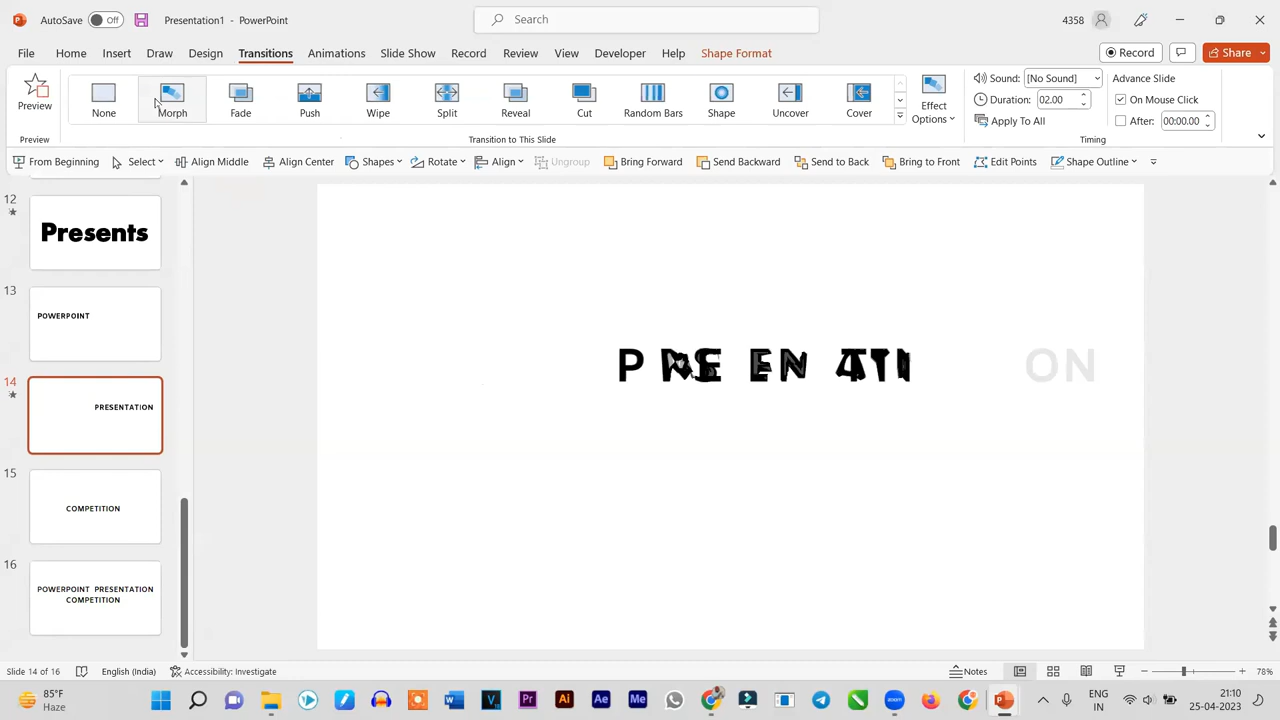 AutoSave Off Presentation1 - PowerPoint Search 4358
File Home Insert Draw Design Transitions Animations Slide Show Record Review View Developer Help Shape Format Record Share
Preview None Morph Fade Push Wipe Split Reveal Cut Random Bars Shape Uncover Cover Effect Options
Sound: [No Sound] Advance Slide
Duration: 02.00 On Mouse Click
Apply To All After: 00:00.00
Preview Transition to This Slide Timing
From Beginning Select Align Middle Align Center Shapes Rotate Align Ungroup Bring Forward Send Backward Send to Back Bring to Front Edit Points Shape Outline
12
Presents
13
POWERPOINT
14
PRESENTATION
15
COMPETITION
16
POWERPOINT PRESENTATION
COMPETITION
ON
Slide 14 of 16 English (India) Accessibility: Investigate Notes 78%
85°F
Haze
W V Pr Ai Ae Me zoom P
ENG
IN
21:10
25-04-2023